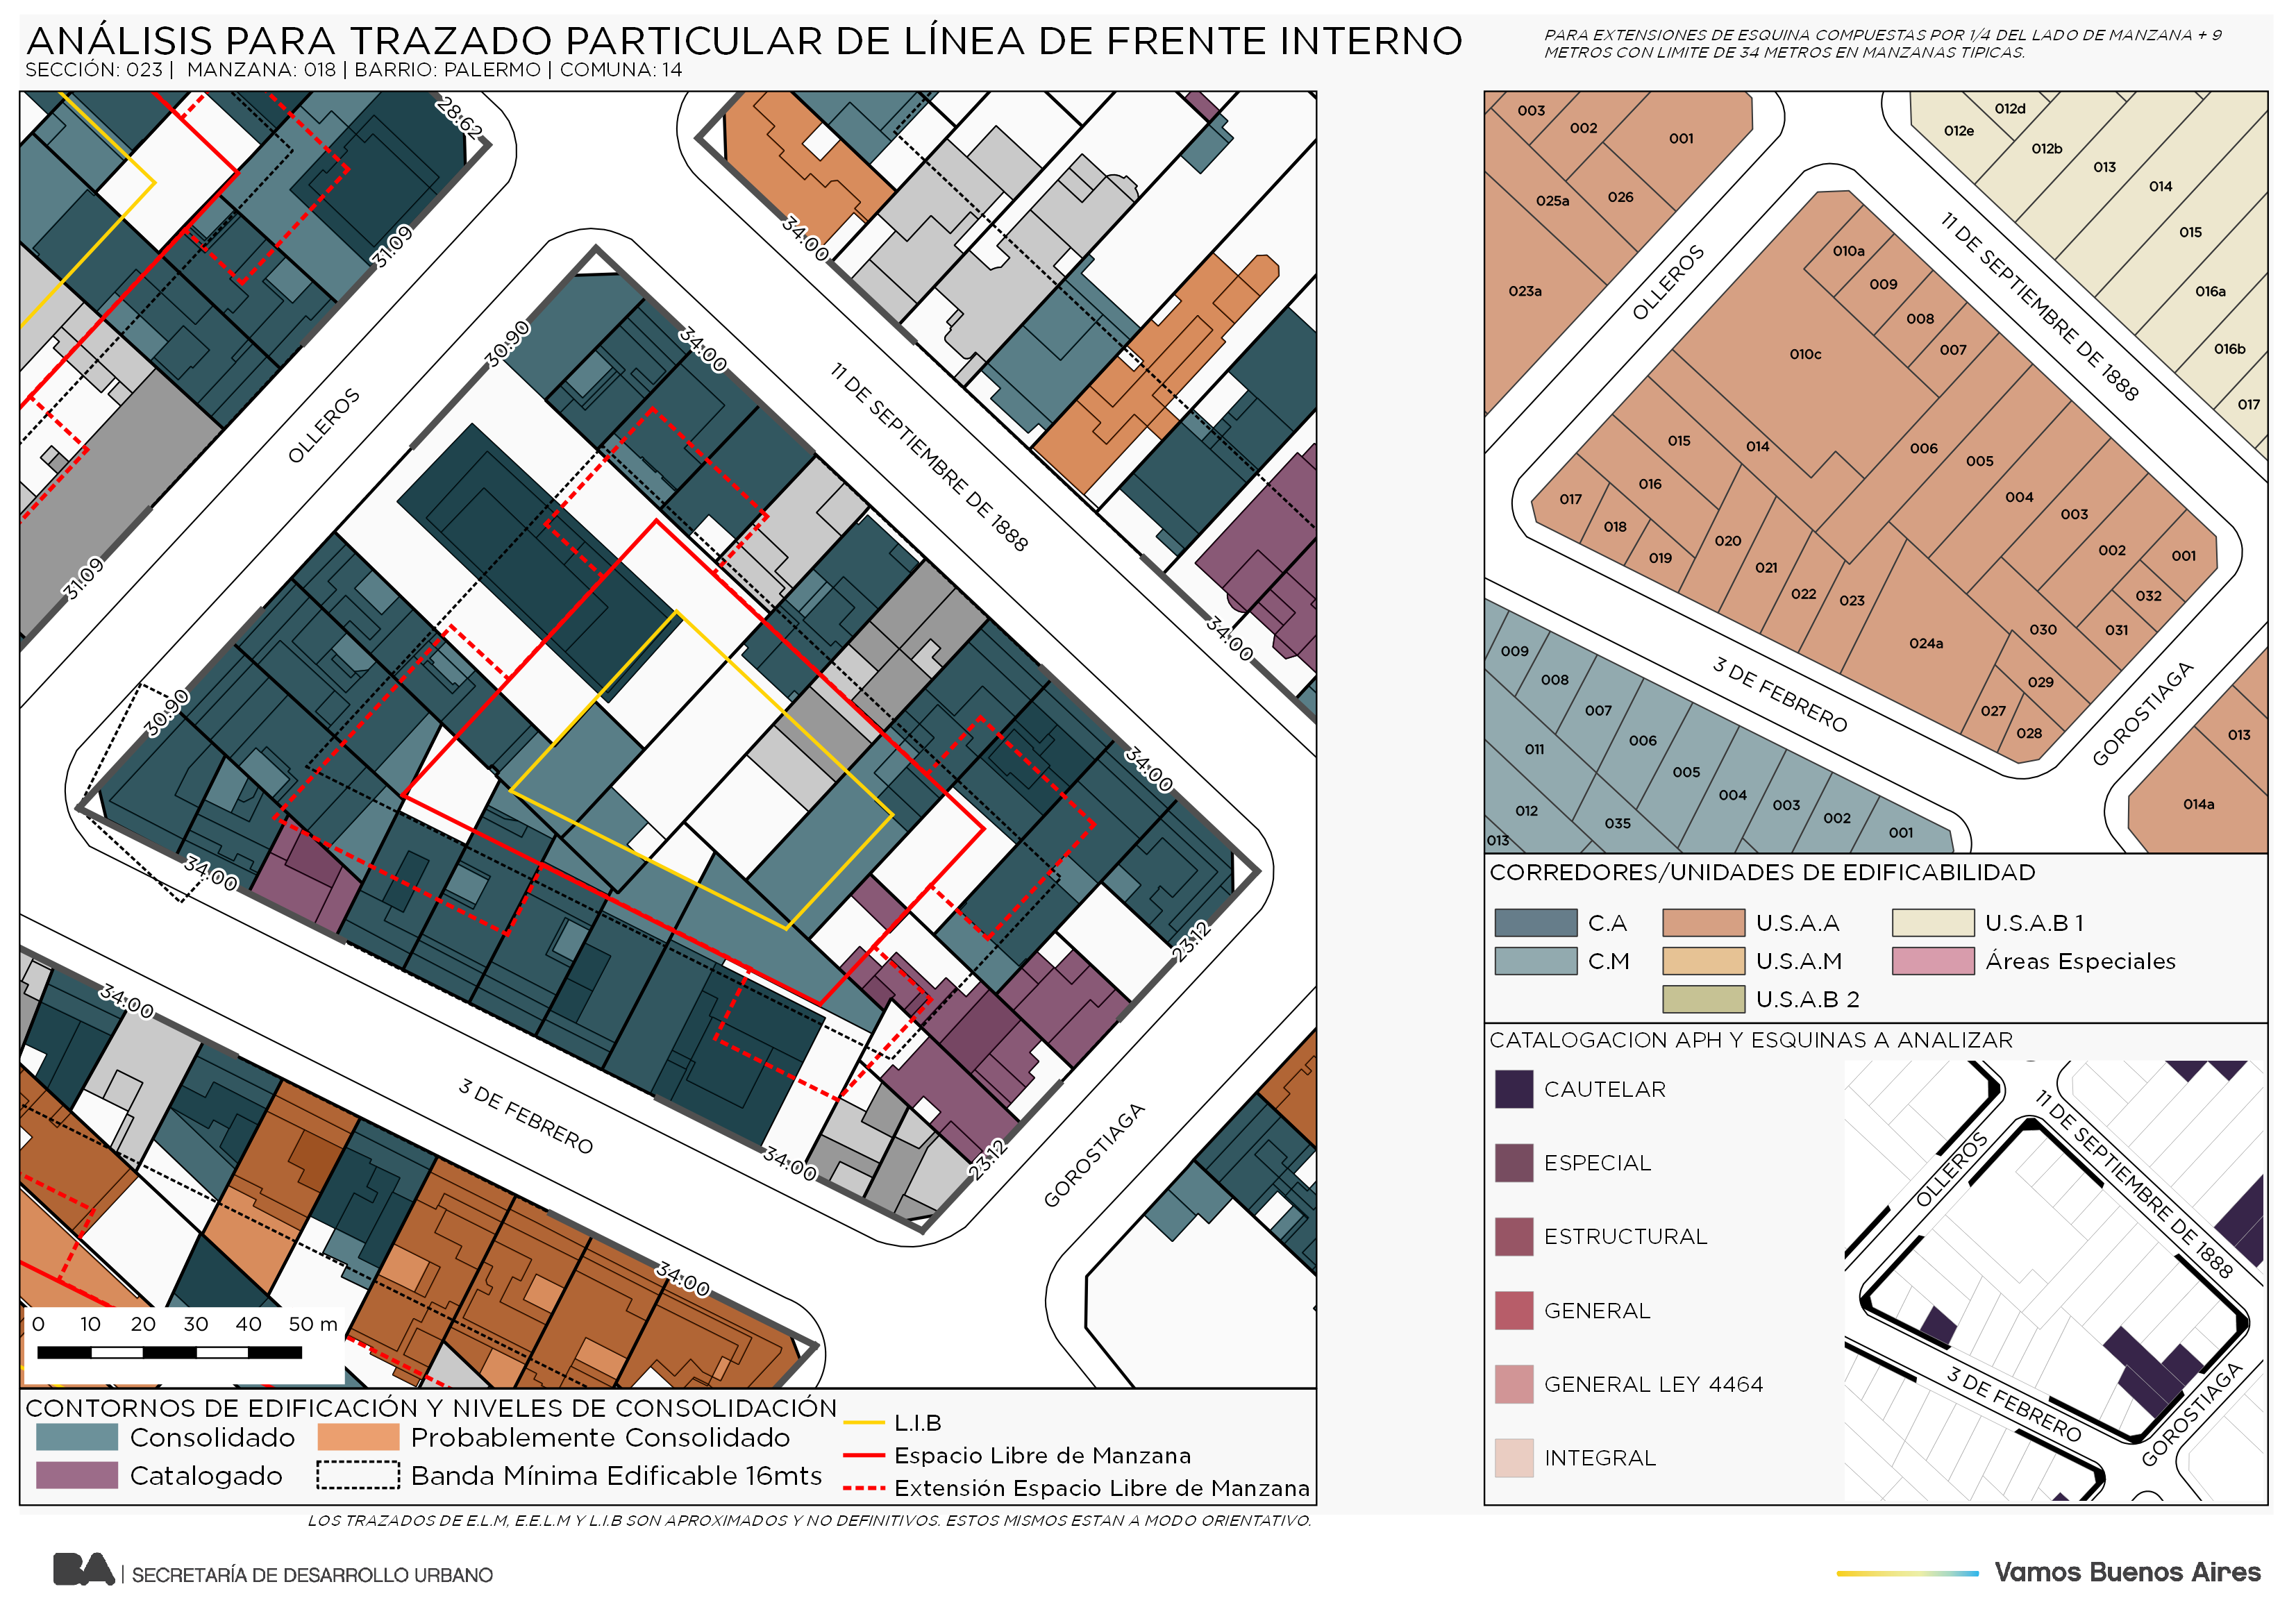 ANÁLISIS PARA TRAZADO PARTICULAR DE LÍNEA DE FRENTE INTERNO
SECCIÓN: 023 | MANZANA: 018 | BARRIO: PALERMO | COMUNA: 14
PARA EXTENSIONES DE ESQUINA COMPUESTAS POR 1/4 DEL LADO DE MANZANA + 9
METROS CON LIMITE DE 34 METROS EN MANZANAS TIPICAS.
28.62
31.09
34.00
30.90
34.00
OLLEROS
11 DE SEPTIEMBRE DE 1888
31.09
34.00
30.90
34.00
34.00
23.12
34.00
3 DE FEBRERO
34.00
23.12
GOROSTIAGA
34.00
0 10 20 30 40 50 m
CONTORNOS DE EDIFICACIÓN Y NIVELES DE CONSOLIDACIÓN
Consolidado
Probablemente Consolidado
Catalogado
Banda Mínima Edificable 16mts
L.I.B
Espacio Libre de Manzana
Extensión Espacio Libre de Manzana
LOS TRAZADOS DE E.L.M, E.E.L.M Y L.I.B SON APROXIMADOS Y NO DEFINITIVOS. ESTOS MISMOS ESTAN A MODO ORIENTATIVO.
003
002
001
025a
026
023a
012d
012e
012b
013
014
015
016a
016b
017
OLLEROS
11 DE SEPTIEMBRE DE 1888
010a
009
008
007
010c
006
005
004
003
002
001
032
031
030
029
028
027
024a
023
022
021
020
019
018
017
016
015
014
3 DE FEBRERO
GOROSTIAGA
009
008
007
006
005
004
003
002
001
011
012
013
035
013
014a
CORREDORES/UNIDADES DE EDIFICABILIDAD
C.A
U.S.A.A
U.S.A.B 1
C.M
U.S.A.M
Áreas Especiales
U.S.A.B 2
CATALOGACION APH Y ESQUINAS A ANALIZAR
CAUTELAR
ESPECIAL
ESTRUCTURAL
GENERAL
GENERAL LEY 4464
INTEGRAL
OLLEROS
11 DE SEPTIEMBRE DE 1888
3 DE FEBRERO
GOROSTIAGA
BA | SECRETARÍA DE DESARROLLO URBANO
Vamos Buenos Aires